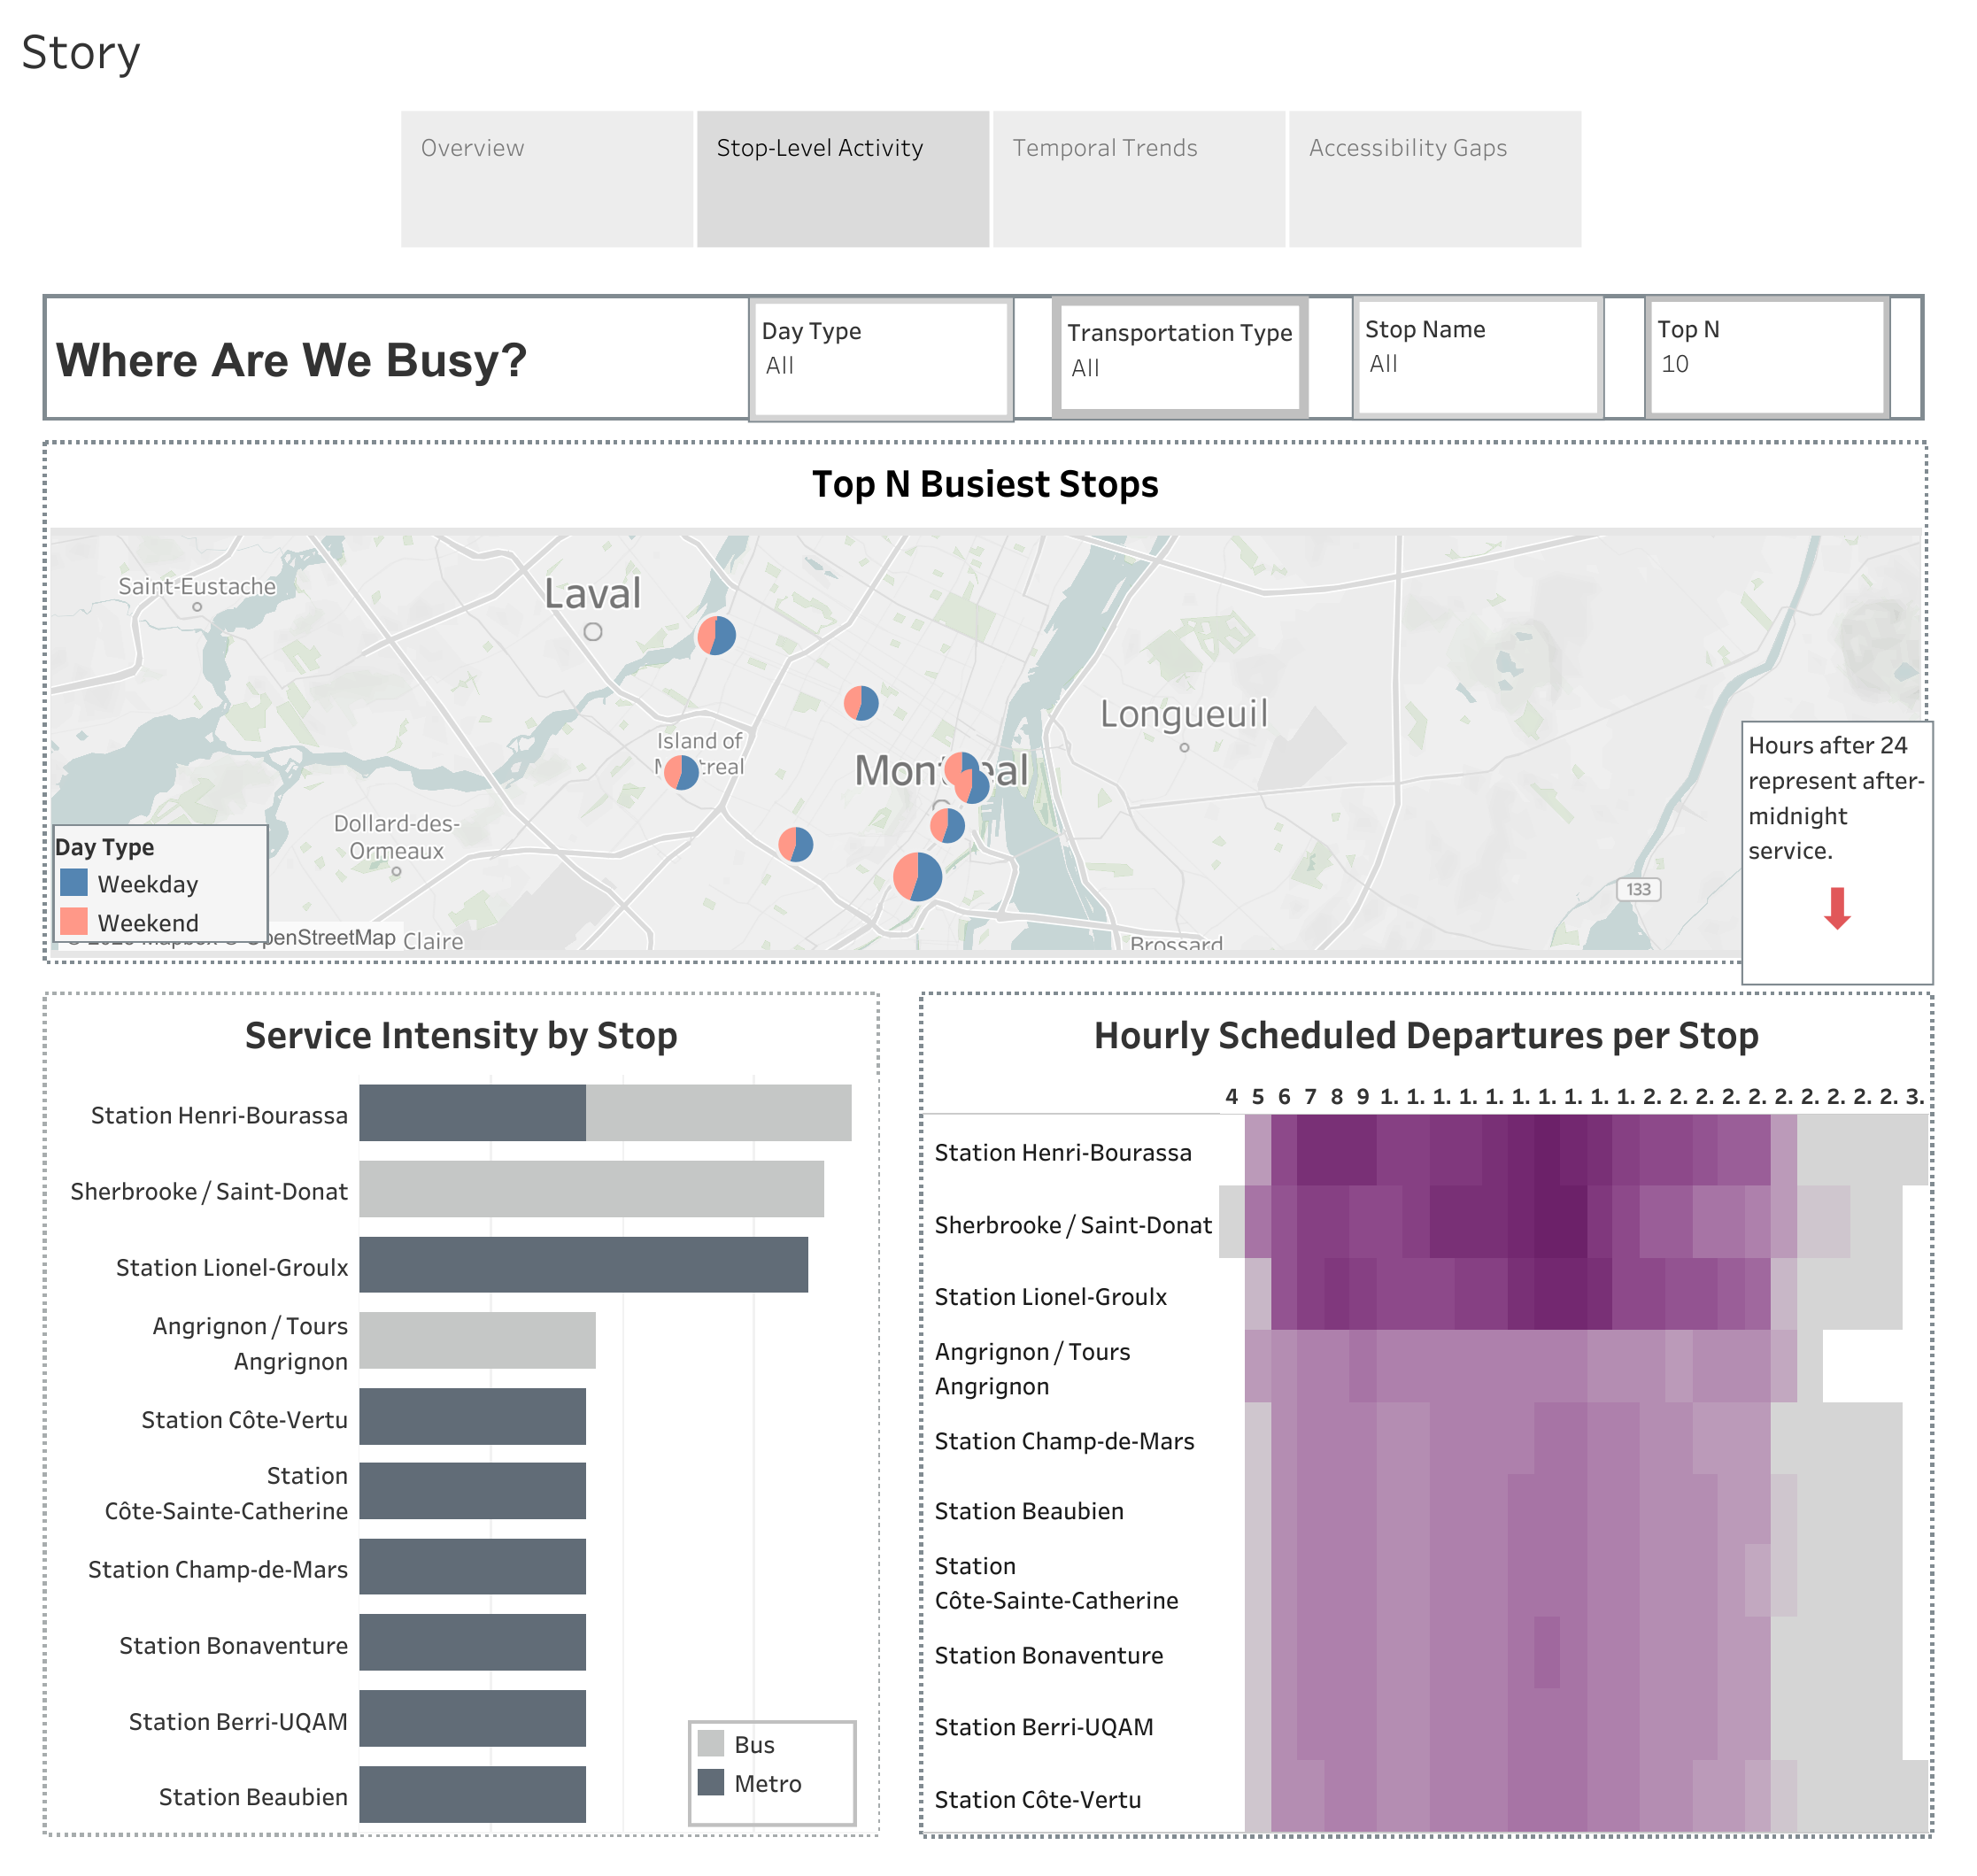 Story
Overview
Stop-Level Activity
Temporal Trends
Accessibility Gaps
Where Are We Busy?
Day Type
All
Transportation Type
All
Stop Name
All
Top N
10
Top N Busiest Stops
Saint-Eustache
Laval
Longueuil
Island of
Montreal
Dollard-des-
Ormeaux
133
Claire
Brossard
OpenStreetMap
Day Type
Weekday
Weekend
Hours after 24
represent after-
midnight
service.
Service Intensity by Stop
Station Henri-Bourassa
Sherbrooke / Saint-Donat
Station Lionel-Groulx
Angrignon / Tours
Angrignon
Station Côte-Vertu
Station
Côte-Sainte-Catherine
Station Champ-de-Mars
Station Bonaventure
Station Berri-UQAM
Station Beaubien
Bus
Metro
Hourly Scheduled Departures per Stop
4 5 6 7 8 9 1. 1. 1. 1. 1. 1. 1. 1. 1. 1. 2. 2. 2. 2. 2. 2. 2. 2. 2. 2. 3.
Station Henri-Bourassa
Sherbrooke / Saint-Donat
Station Lionel-Groulx
Angrignon / Tours
Angrignon
Station Champ-de-Mars
Station Beaubien
Station
Côte-Sainte-Catherine
Station Bonaventure
Station Berri-UQAM
Station Côte-Vertu